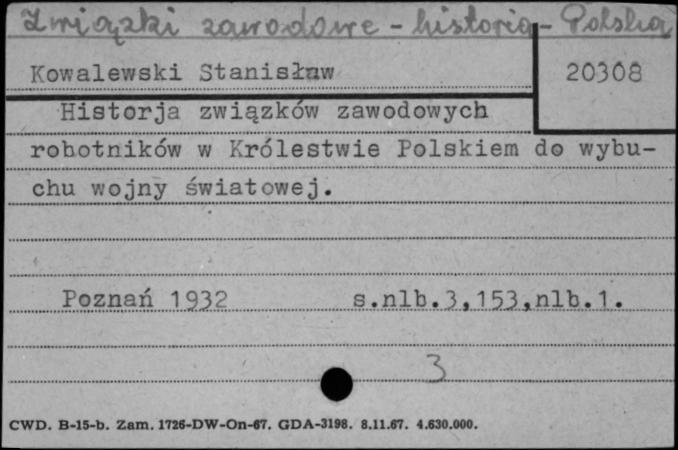 Związki zawodowe - historia - Polska
Kowalewski Stanisław
20308
Historja związków zawodowych
robotników w Królestwie Polskiem do wybu-
chu wojny światowej.
Poznań 1932 s.nlb.3,153,nlb.1.
3
CWD. B-15-b. Zam. 1726-DW-On-67. GDA-3198. 8.11.67. 4.630.000.